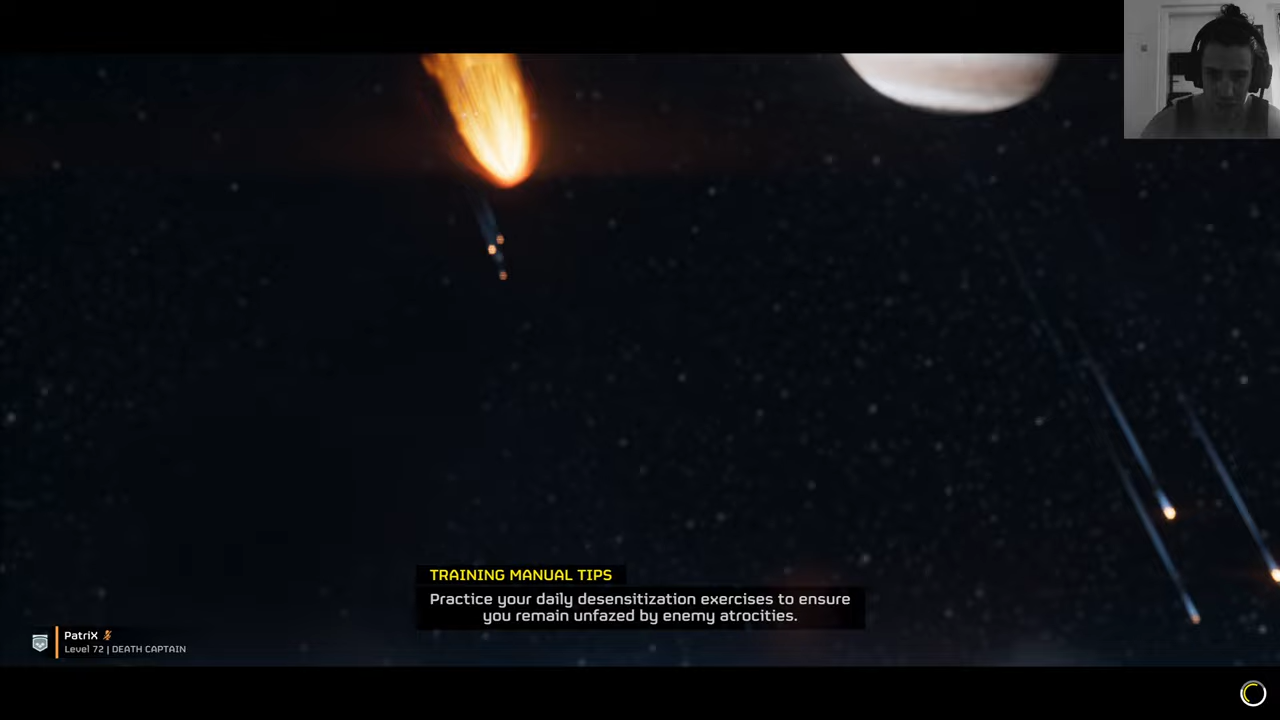 TRAINING MANUAL TIPS
Practice your daily desensitization exercises to ensure
you remain unfazed by enemy atrocities.
PatriX
Level 72 | DEATH CAPTAIN